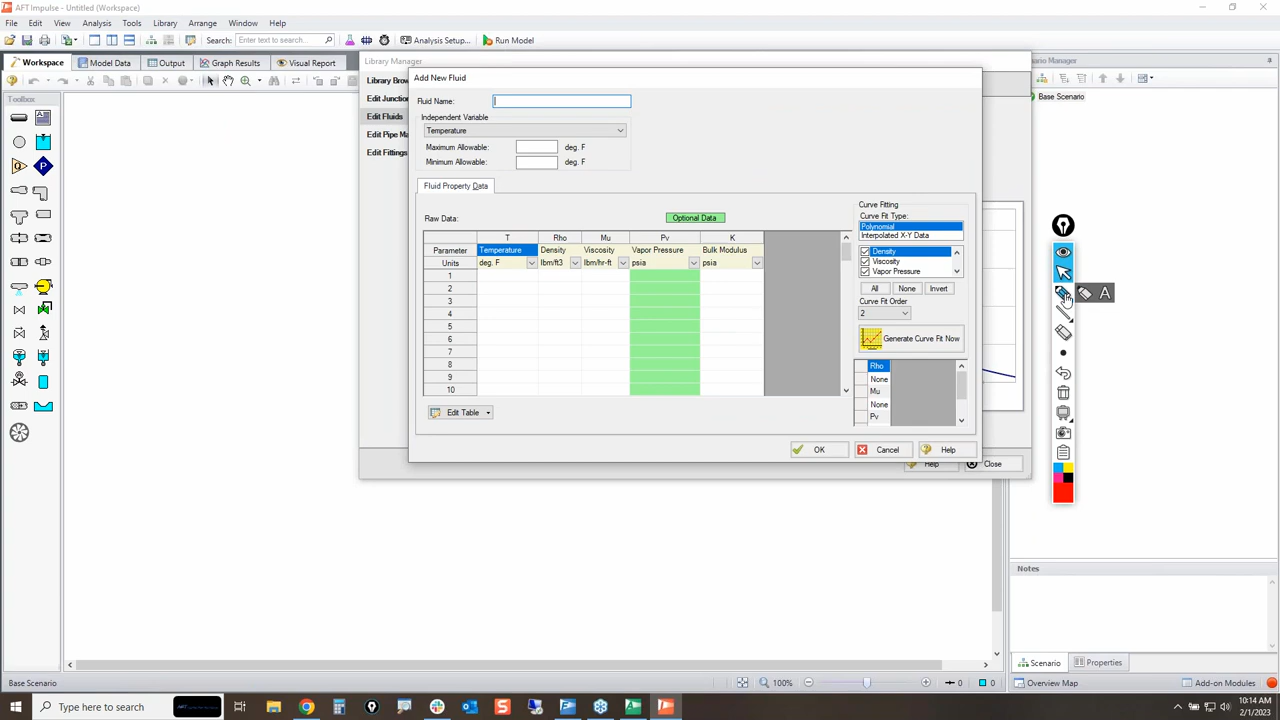 AFT Impulse - Untitled (Workspace)
File Edit View Analysis Tools Library Arrange Window Help
Search: Enter text to search... Analysis Setup... Run Model
Workspace Model Data Output Graph Results Visual Report
Toolbox
Library Manager
Library Brow
Edit Junction
Edit Fluids
Edit Pipe Ma
Edit Fittings
Help Close
Add New Fluid
Fluid Name:
Independent Variable
Temperature
Maximum Allowable: deg. F
Minimum Allowable: deg. F
Fluid Property Data
Raw Data: Optional Data
T Rho Mu Pv K
Parameter Temperature Density Viscosity Vapor Pressure Bulk Modulus
Units deg. F lbm/ft3 lbm/hr-ft psia psia
1
2
3
4
5
6
7
8
9
10
Edit Table
Curve Fitting
Curve Fit Type:
Polynomial
Interpolated X-Y Data
Density
Viscosity
Vapor Pressure
All None Invert
Curve Fit Order
2
Generate Curve Fit Now
Rho
None
Mu
None
Pv
OK Cancel Help
A
nario Manager
Base Scenario
Notes
Scenario Properties
Base Scenario 100% 0 0 Overview Map Add-on Modules
Type here to search
10:14 AM
2/1/2023